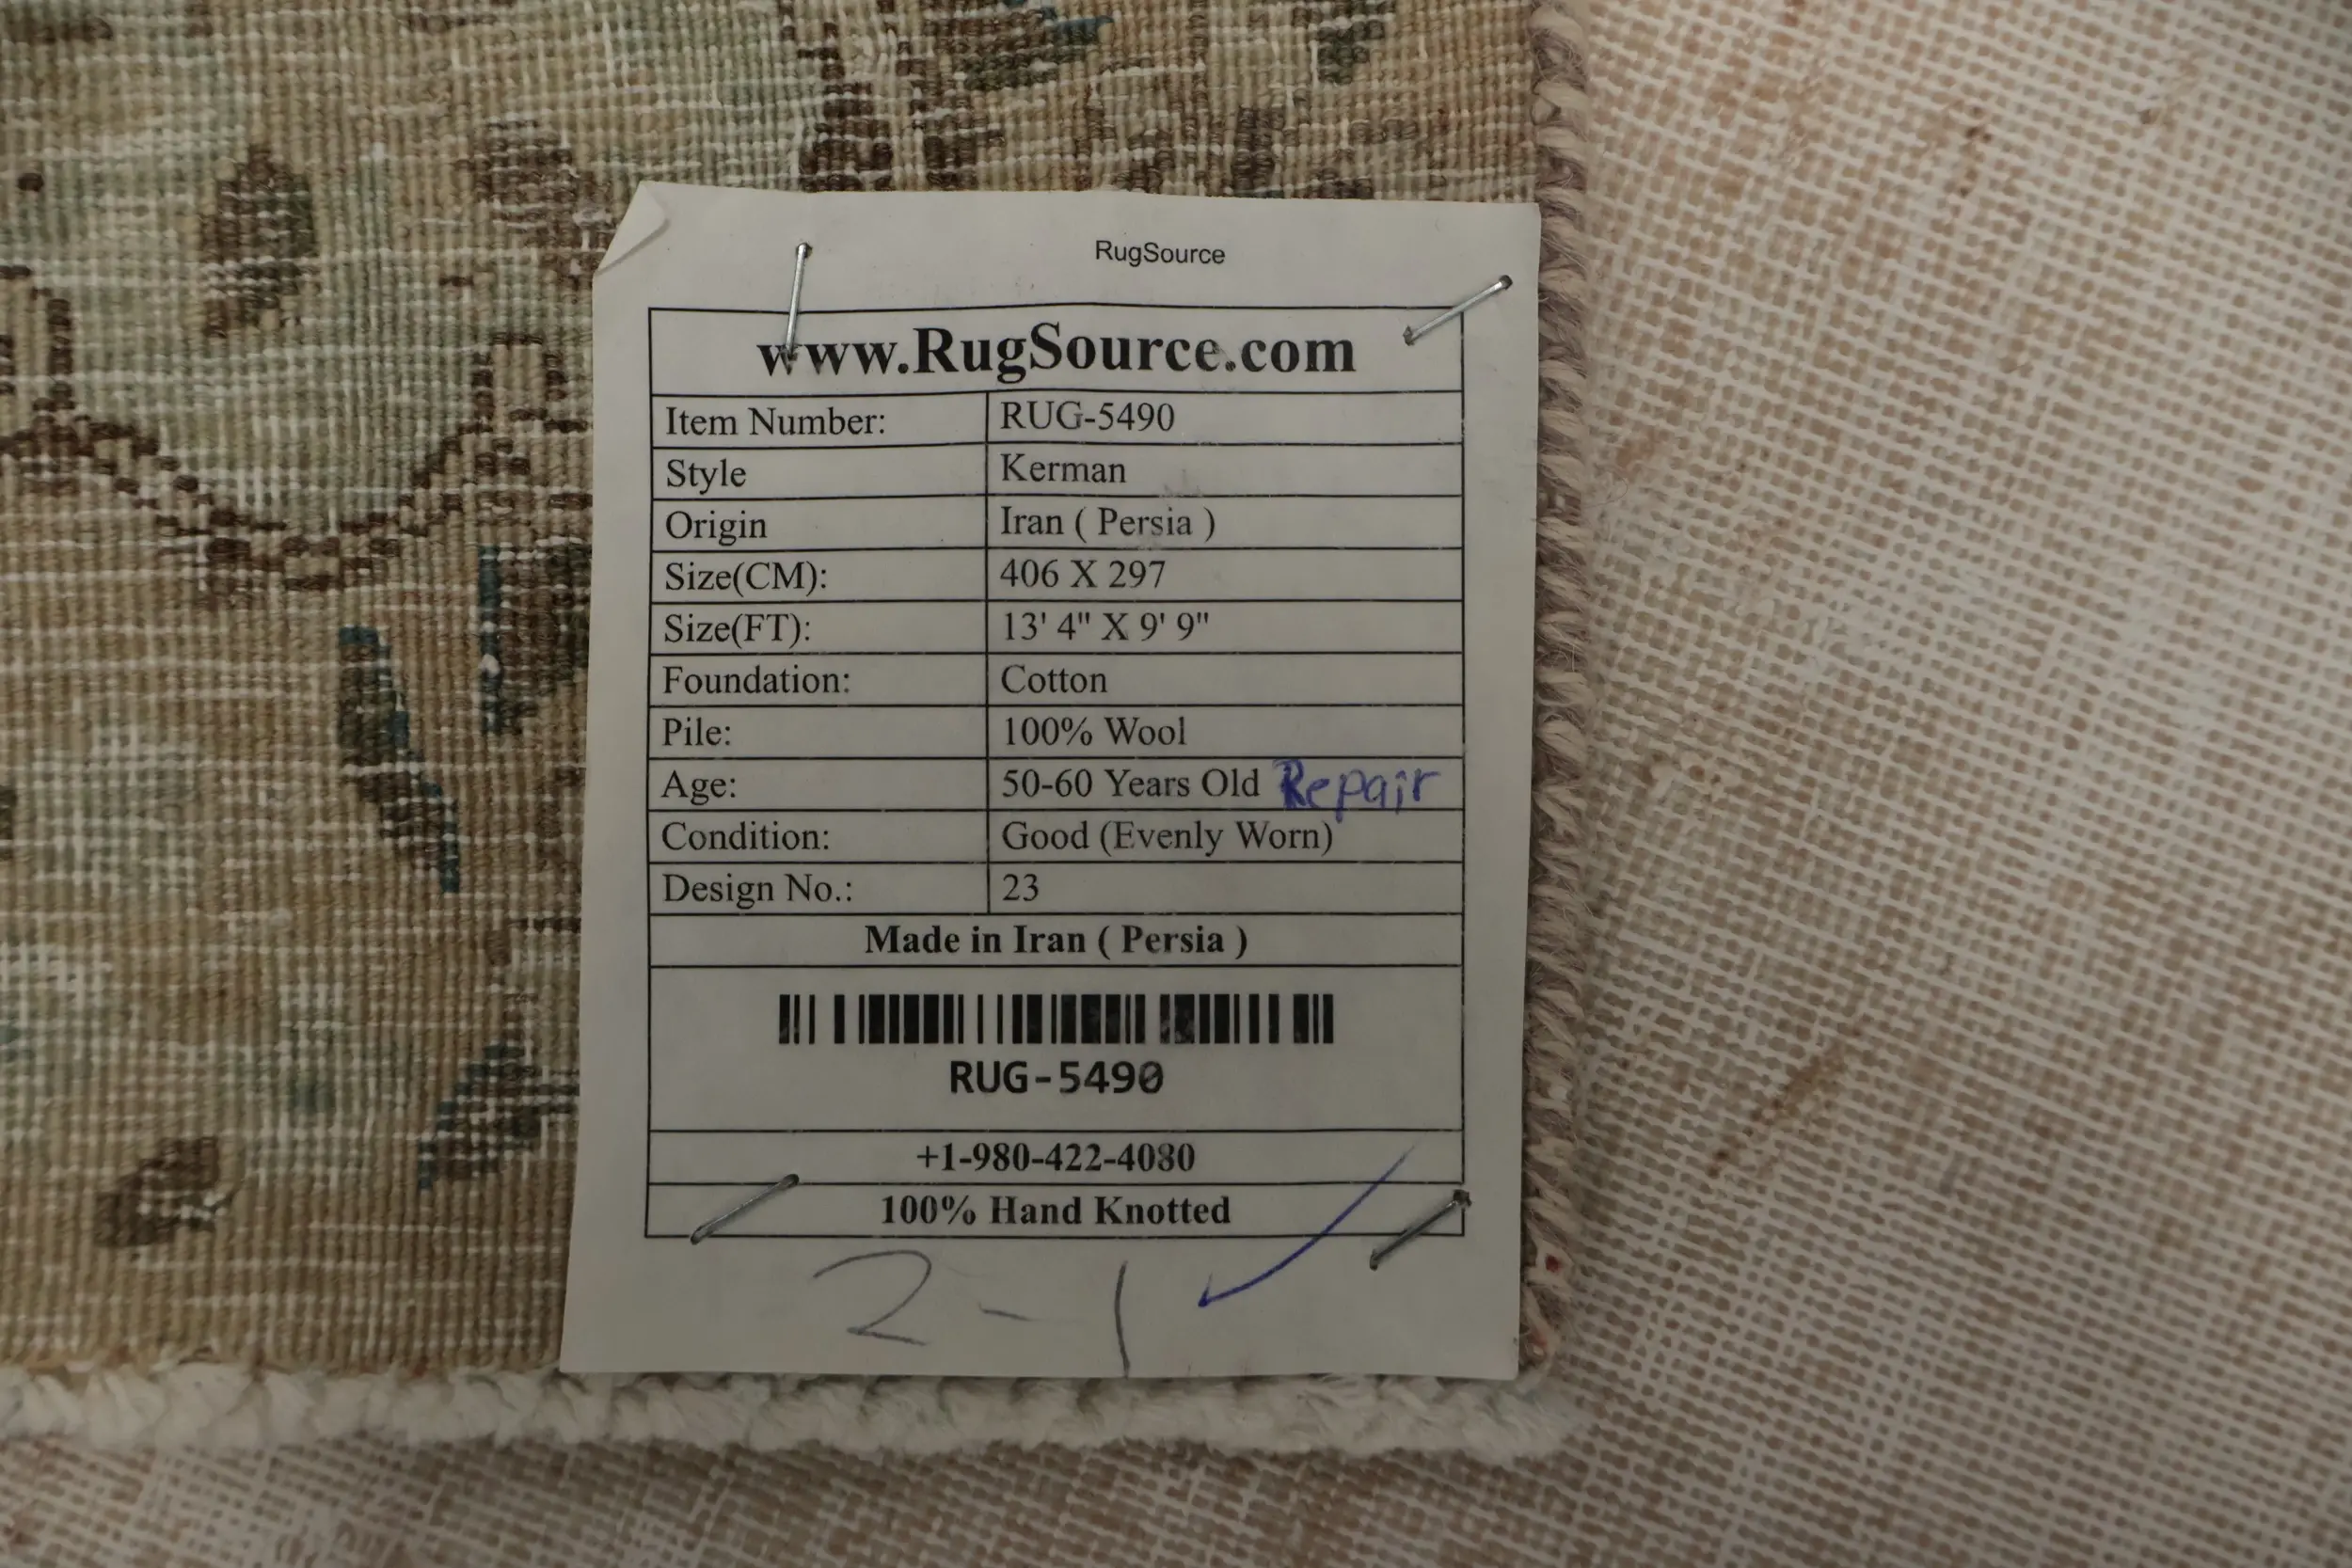 RugSource
www.RugSource.com
Item Number: RUG-5490
Style Kerman
Origin Iran ( Persia )
Size(CM): 406 X 297
Size(FT): 13' 4" X 9' 9"
Foundation: Cotton
Pile: 100% Wool
Age: 50-60 Years Old Repair
Condition: Good (Evenly Worn)
Design No.: 23
Made in Iran ( Persia )
RUG-5490
+1-980-422-4080
100% Hand Knotted
2-1